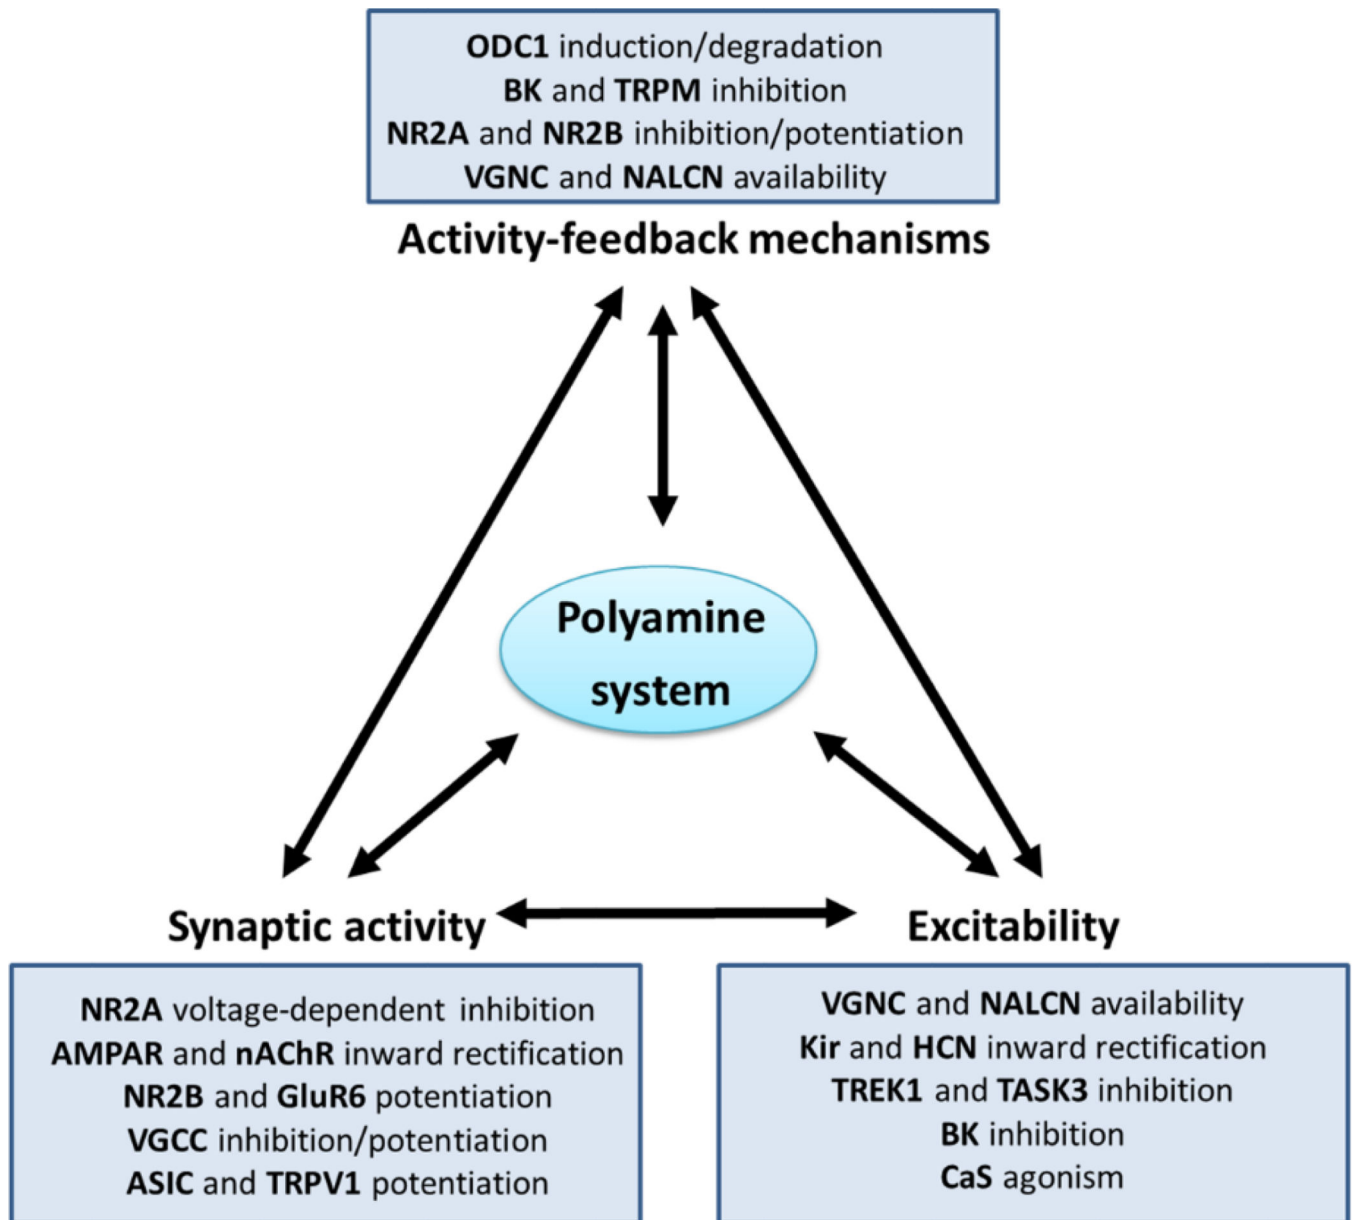 ODC1 induction/degradation
BK and TRPM inhibition
NR2A and NR2B inhibition/potentiation
VGNC and NALCN availability
Activity-feedback mechanisms
Polyamine
system
Synaptic activity
Excitability
NR2A voltage-dependent inhibition
AMPAR and nAChR inward rectification
NR2B and GluR6 potentiation
VGCC inhibition/potentiation
ASIC and TRPV1 potentiation
VGNC and NALCN availability
Kir and HCN inward rectification
TREK1 and TASK3 inhibition
BK inhibition
CaS agonism